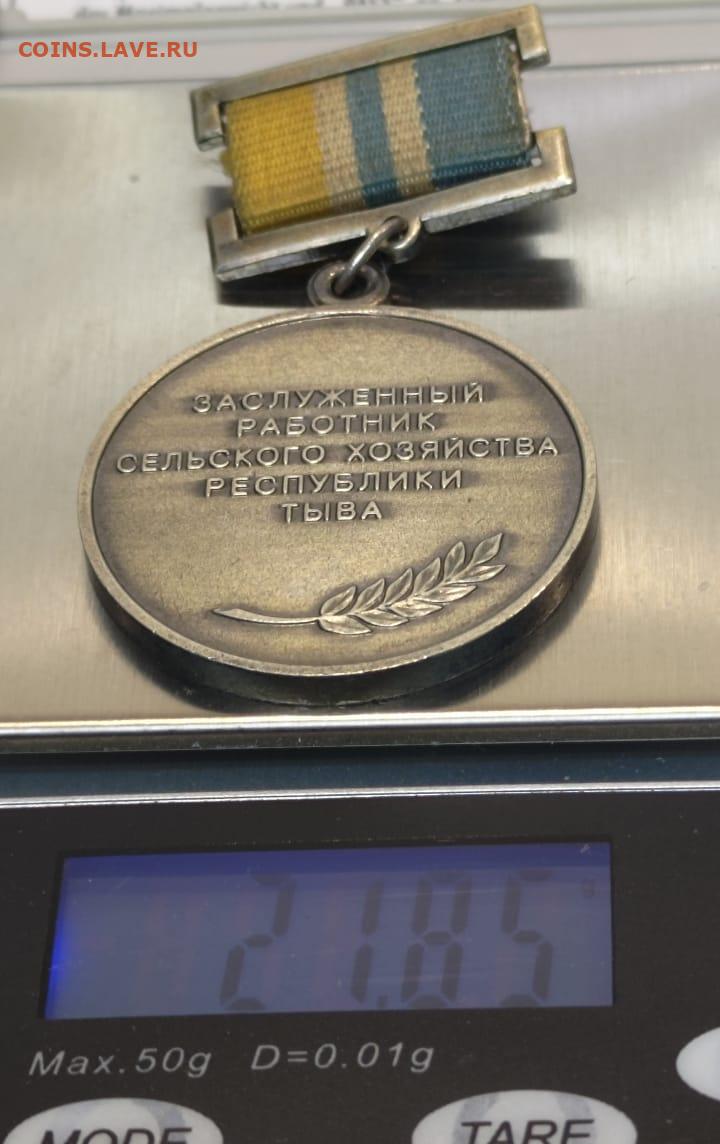 COINS.LAVE.RU
ЗАСЛУЖЕННЫЙ
РАБОТНИК
СЕЛЬСКОГО ХОЗЯЙСТВА
РЕСПУБЛИКИ
ТЫВА
21.85 g
Max.50g D=0.01g
MODE TARE